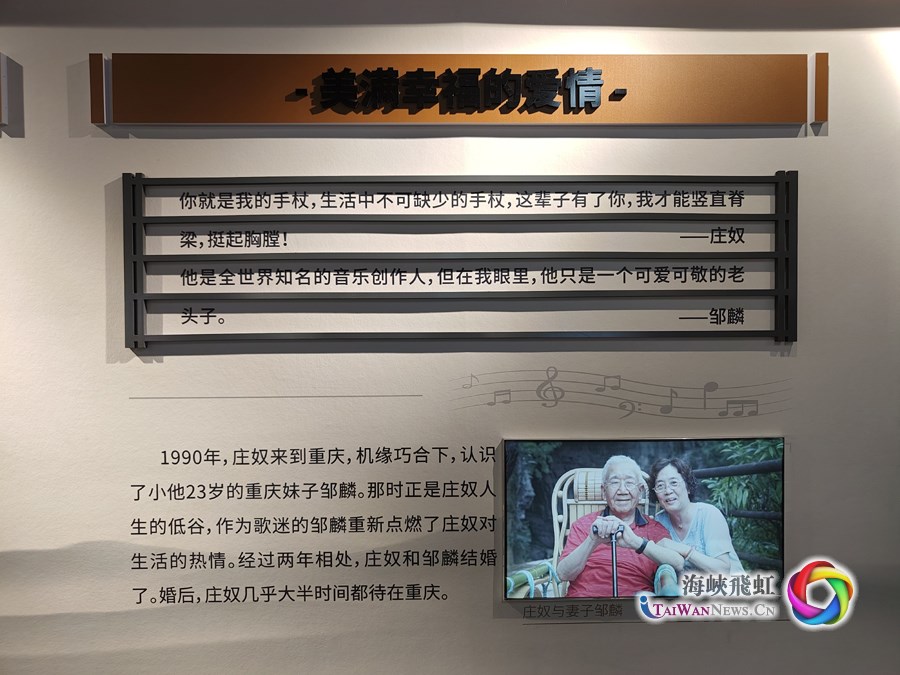 - 美满幸福的爱情 -
你就是我的手杖，生活中不可缺少的手杖，这辈子有了你，我才能竖直脊
梁，挺起胸膛！ ——庄奴
他是全世界知名的音乐创作人，但在我眼里，他只是一个可爱可敬的老
头子。 ——邹麟
1990年，庄奴来到重庆，机缘巧合下，认识
了小他23岁的重庆妹子邹麟。那时正是庄奴人
生的低谷，作为歌迷的邹麟重新点燃了庄奴对
生活的热情。经过两年相处，庄奴和邹麟结婚
了。婚后，庄奴几乎大半时间都待在重庆。
庄奴与妻子邹麟
海峡飛虹
iTaiWanNews.Cn